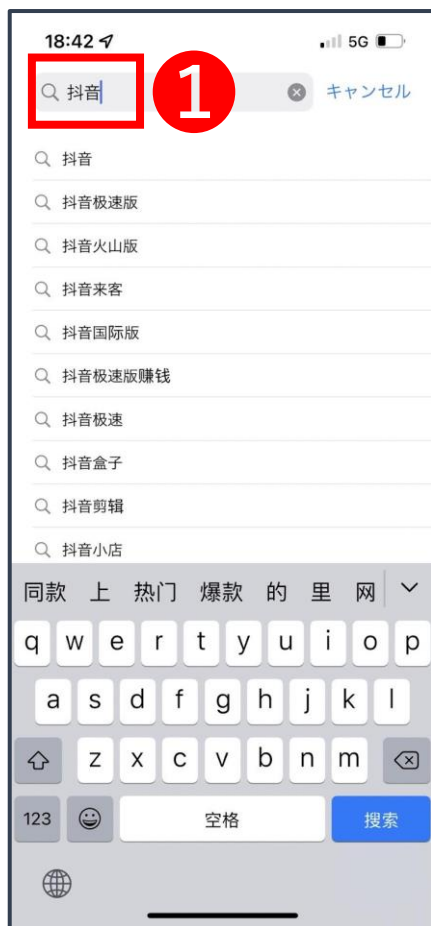 18:42 5G
抖音 キャンセル
1
抖音
抖音极速版
抖音火山版
抖音来客
抖音国际版
抖音极速版赚钱
抖音极速
抖音盒子
抖音剪辑
抖音小店
同款 上 热门 爆款 的 里 网
q w e r t y u i o p
a s d f g h j k l
z x c v b n m
123 空格 搜索